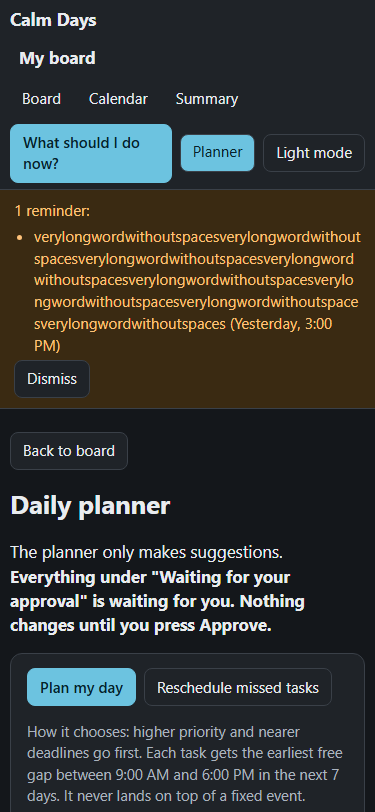 Calm Days
My board
Board Calendar Summary
What should I do
now?
Planner
Light mode
1 reminder:
• verylongwordwithoutspacesverylongwordwithout
spacesverylongwordwithoutspacesverylongword
withoutspacesverylongwordwithoutspacesverylo
ngwordwithoutspacesverylongwordwithoutspace
sverylongwordwithoutspaces (Yesterday, 3:00
PM)
Dismiss
Back to board
Daily planner
The planner only makes suggestions.
Everything under "Waiting for your
approval" is waiting for you. Nothing
changes until you press Approve.
Plan my day Reschedule missed tasks
How it chooses: higher priority and nearer
deadlines go first. Each task gets the earliest free
gap between 9:00 AM and 6:00 PM in the next 7
days. It never lands on top of a fixed event.